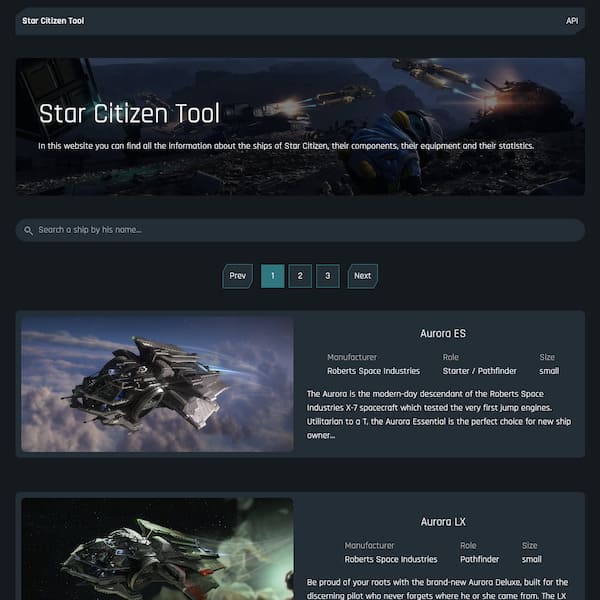 Star Citizen Tool
API
Star Citizen Tool
In this website you can find all the information about the ships of Star Citizen, their components, their equipment and their statistics.
Search a ship by his name...
Prev
1
2
3
Next
Aurora ES
Manufacturer Role Size
Roberts Space Industries Starter / Pathfinder small
The Aurora is the modern-day descendant of the Roberts Space
Industries X-7 spacecraft which tested the very first jump engines.
Utilitarian to a T, the Aurora Essential is the perfect choice for new ship
owner...
Aurora LX
Manufacturer Role Size
Roberts Space Industries Pathfinder small
Be proud of your roots with the brand-new Aurora Deluxe, built for the
discerning pilot who never forgets where he or she came from. The LX